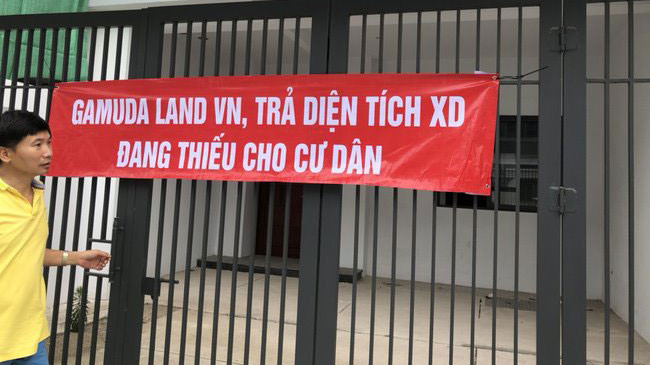 GAMUDA LAND VN, TRẢ DIỆN TÍCH XD
ĐANG THIẾU CHO CƯ DÂN